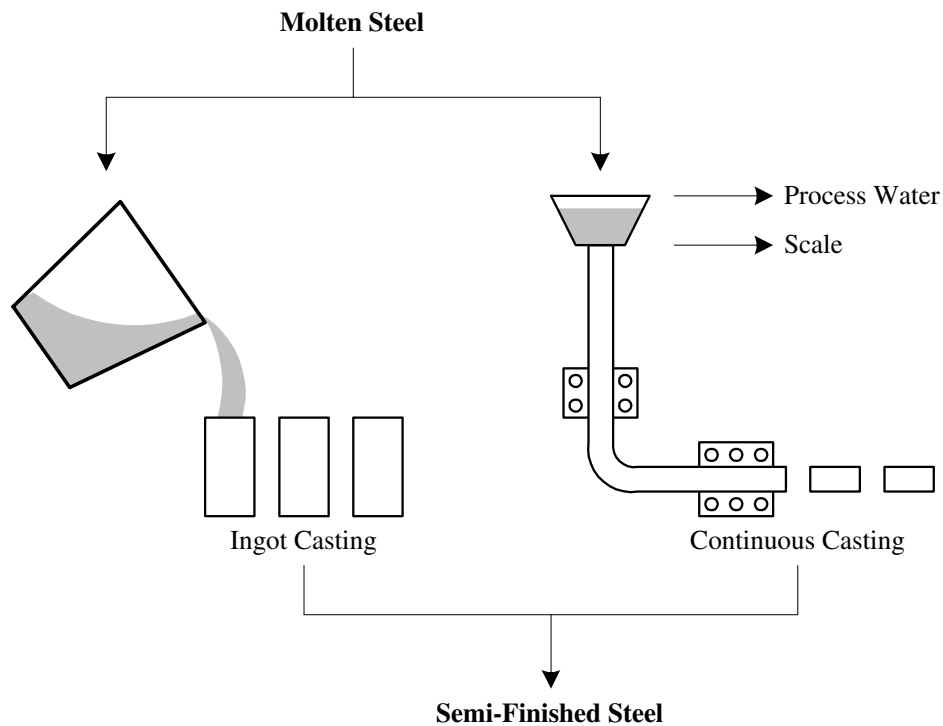 Molten Steel
Process Water
Scale
Ingot Casting
Continuous Casting
Semi-Finished Steel